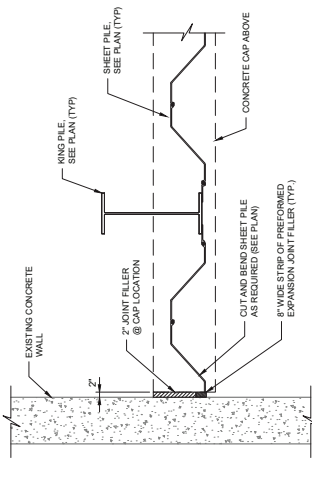 EXISTING CONCRETE
WALL
2"
2" JOINT FILLER
@ CAP LOCATION
KING PILE,
SEE PLAN (TYP)
SHEET PILE,
SEE PLAN (TYP)
CUT AND BEND SHEET PILE
AS REQUIRED (SEE PLAN)
8" WIDE STRIP OF PREFORMED
EXPANSION JOINT FILLER (TYP.)
CONCRETE CAP ABOVE